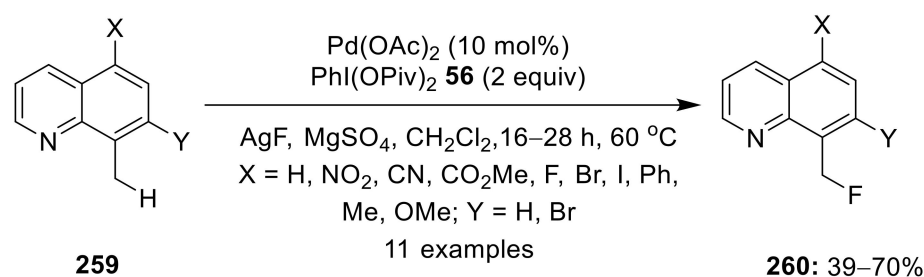 X
N
Y
H
259
Pd(OAc)2 (10 mol%)
PhI(OPiv)2 56 (2 equiv)
AgF, MgSO4, CH2Cl2,16–28 h, 60 oC
X = H, NO2, CN, CO2Me, F, Br, I, Ph,
Me, OMe; Y = H, Br
11 examples
X
N
Y
F
260: 39–70%